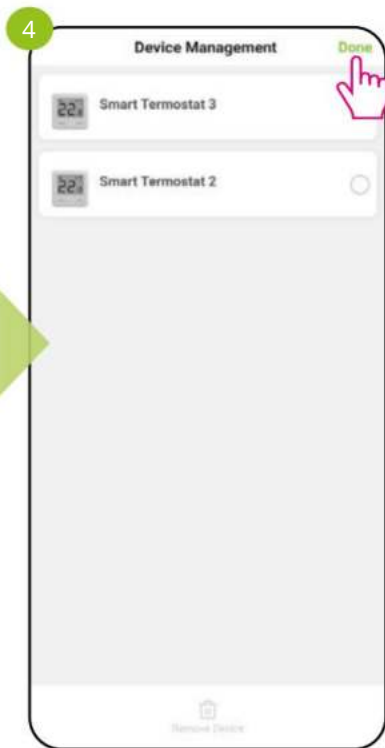 4
Device Management
Done
Smart Termostat 3
22.
Smart Termostat 2
22.
Remove Device